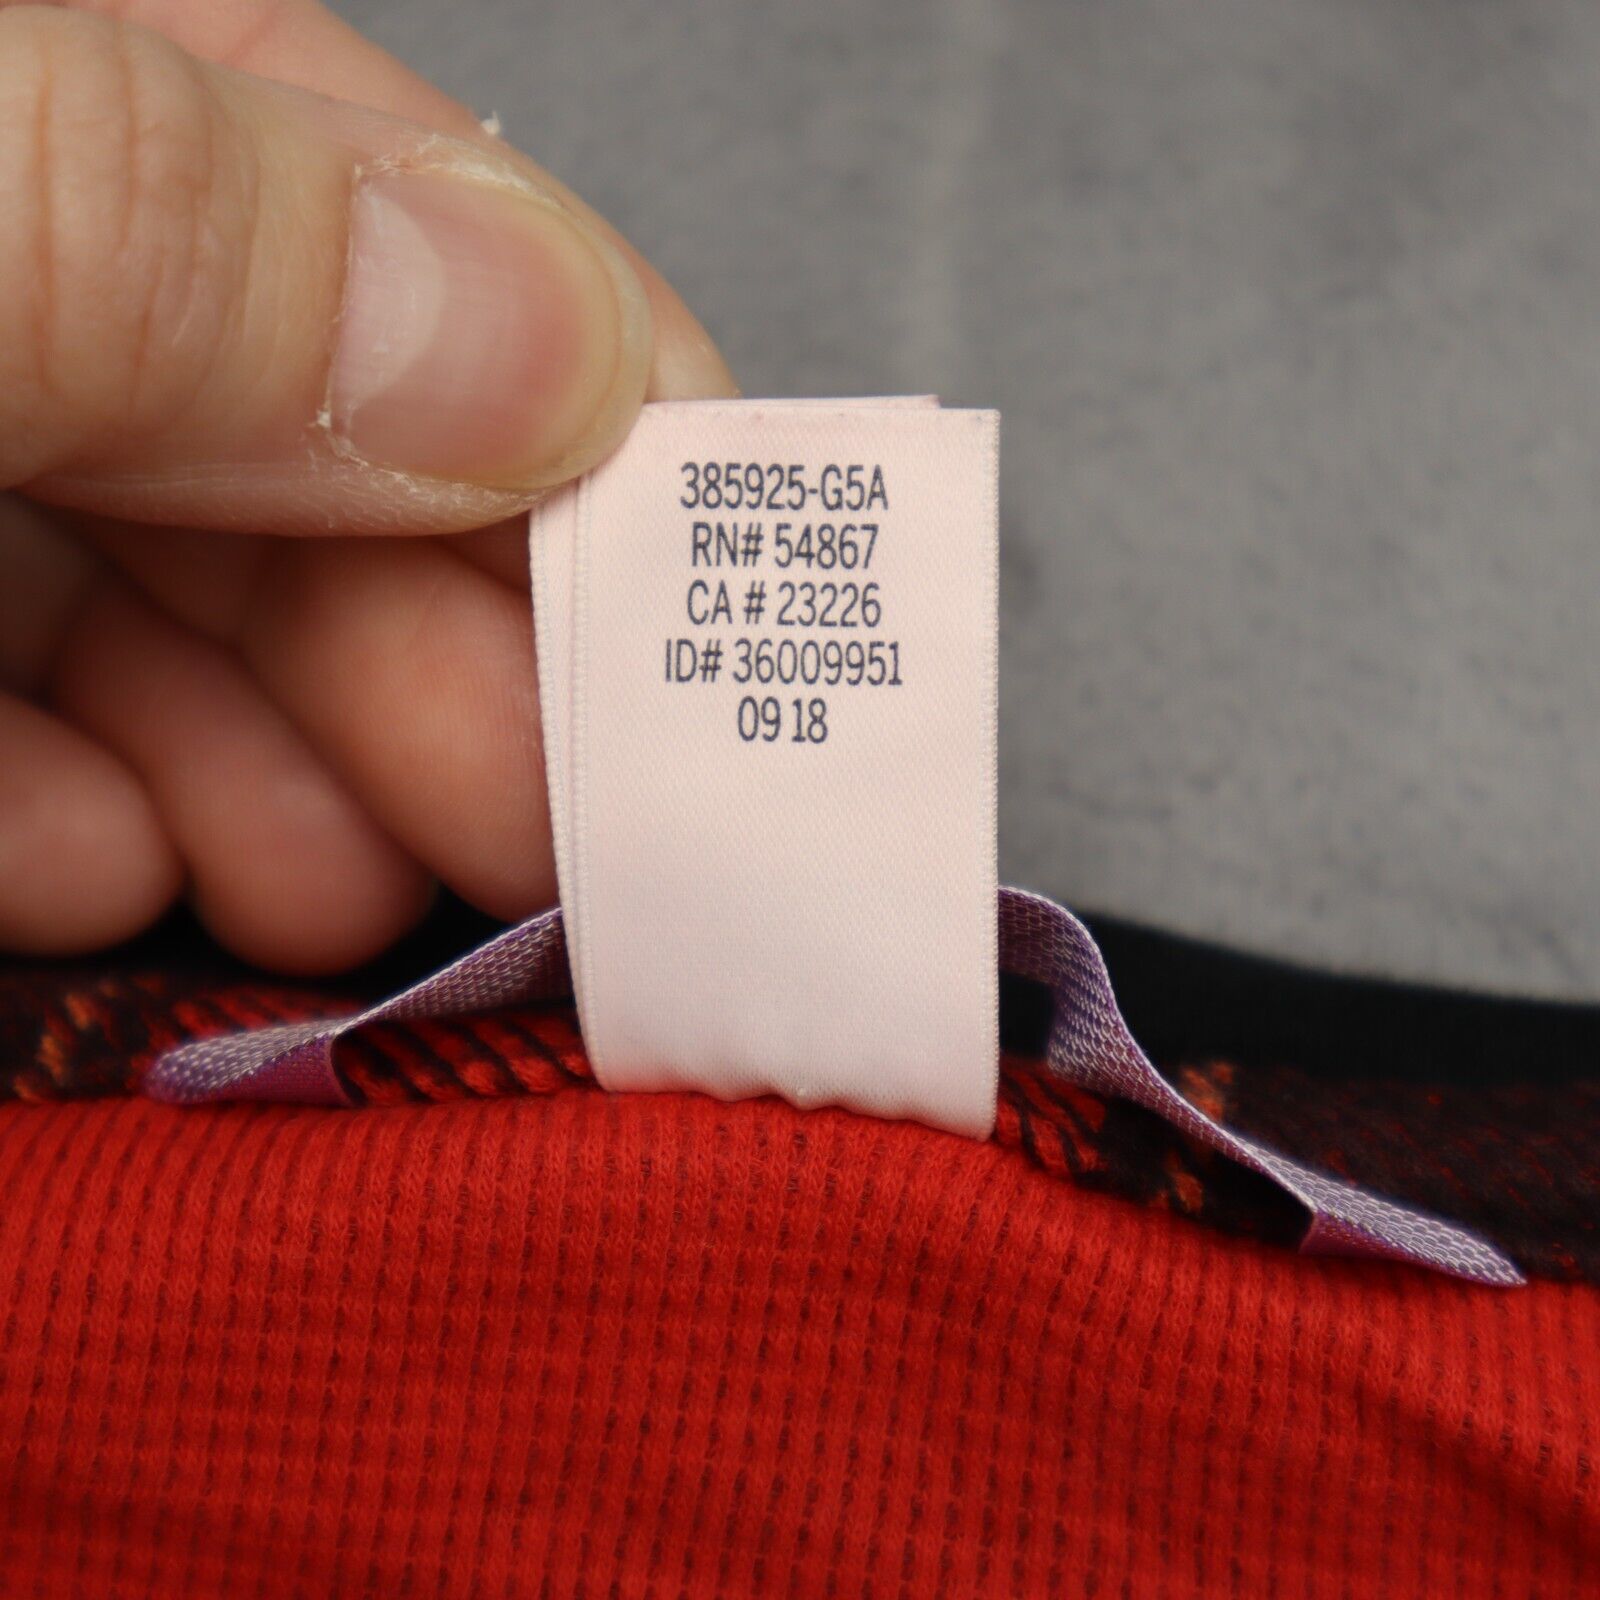 385925-G5A
RN# 54867
CA # 23226
ID# 36009951
09 18